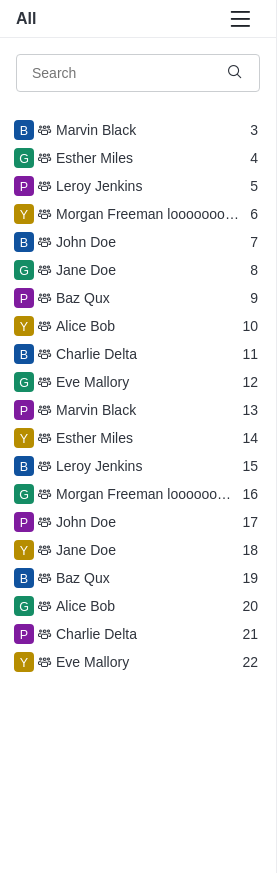 All
Search
B Marvin Black 3
G Esther Miles 4
P Leroy Jenkins 5
Y Morgan Freeman looooooo… 6
B John Doe 7
G Jane Doe 8
P Baz Qux 9
Y Alice Bob 10
B Charlie Delta 11
G Eve Mallory 12
P Marvin Black 13
Y Esther Miles 14
B Leroy Jenkins 15
G Morgan Freeman loooooo… 16
P John Doe 17
Y Jane Doe 18
B Baz Qux 19
G Alice Bob 20
P Charlie Delta 21
Y Eve Mallory 22